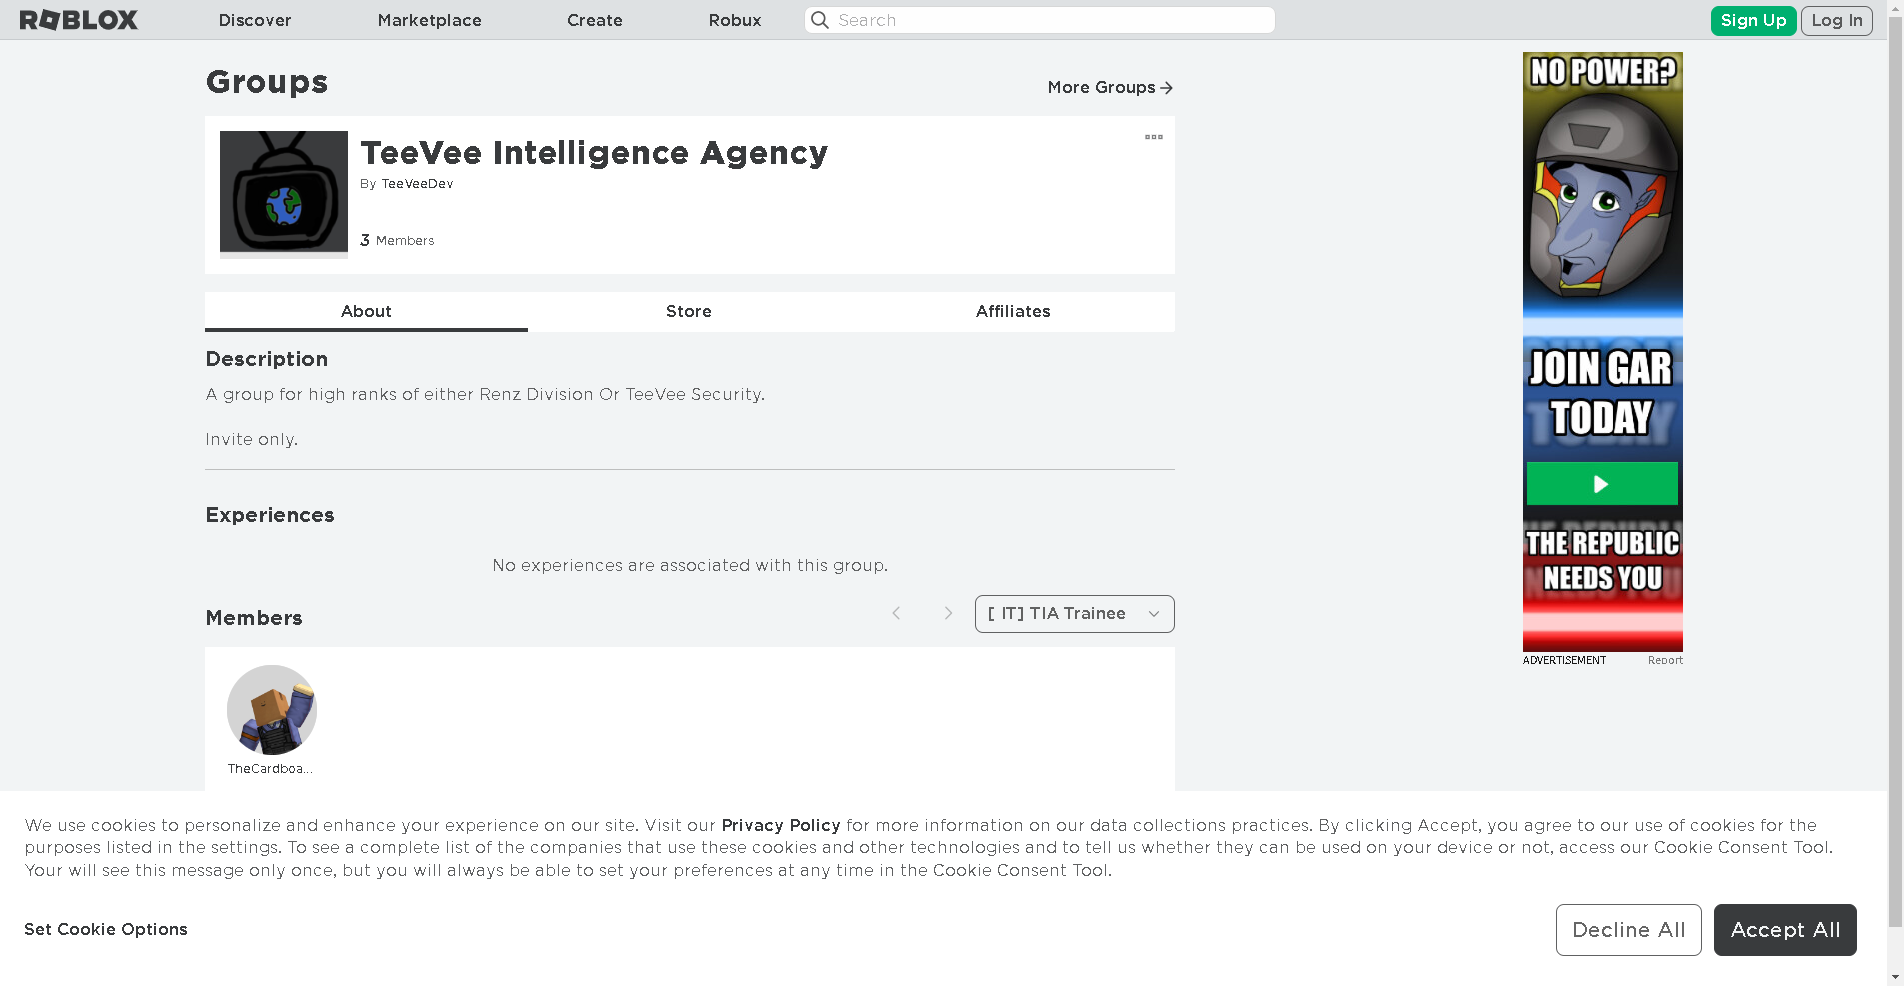 ROBLOX
Discover
Marketplace
Create
Robux
Search
Sign Up
Log In
Groups
More Groups
TeeVee Intelligence Agency
By TeeVeeDev
3 Members
About
Store
Affiliates
Description
A group for high ranks of either Renz Division Or TeeVee Security.
Invite only.
Experiences
No experiences are associated with this group.
Members
[ IT] TIA Trainee
TheCardboa...
NO POWER?
JOIN GAR
TODAY
THE REPUBLIC
NEEDS YOU
ADVERTISEMENT
Report
We use cookies to personalize and enhance your experience on our site. Visit our Privacy Policy for more information on our data collections practices. By clicking Accept, you agree to our use of cookies for the
purposes listed in the settings. To see a complete list of the companies that use these cookies and other technologies and to tell us whether they can be used on your device or not, access our Cookie Consent Tool.
Your will see this message only once, but you will always be able to set your preferences at any time in the Cookie Consent Tool.
Set Cookie Options
Decline All
Accept All